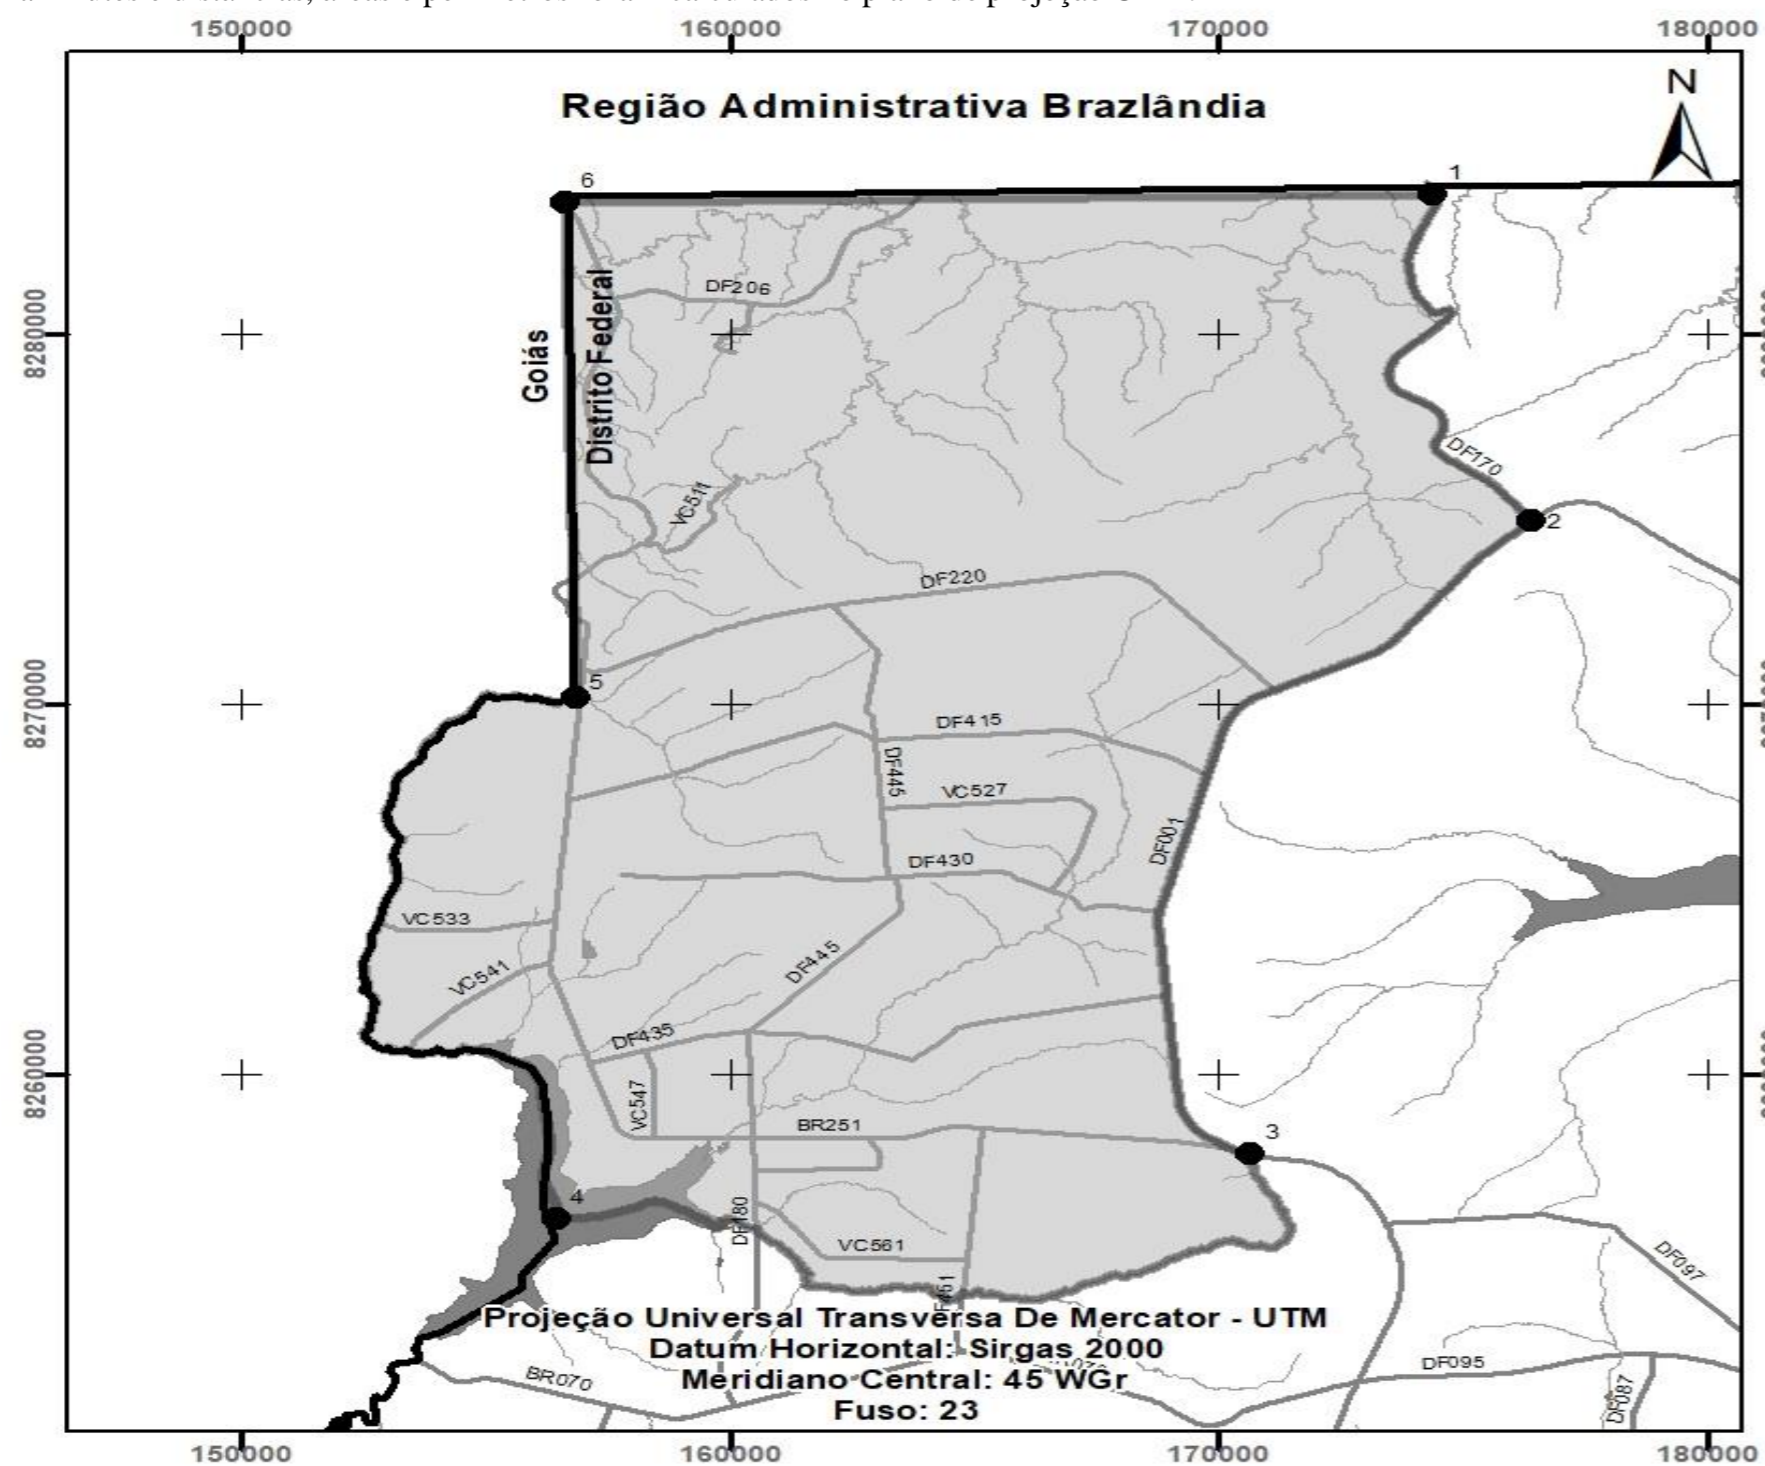 150000 160000 170000 180000
Região Administrativa Brazlândia
N
6
1
DF206
Goiás
Distrito Federal
8280000
DF170
VC511
2
DF220
5
8270000
DF415
DF445
VC527
DF001
DF430
VC533
VC541
DF445
DF435
8260000
VC547
BR251
3
4
DF180
VC561
DF097
Projeção Universal Transversa De Mercator - UTM
Datum Horizontal: Sirgas 2000
DF095
BR070
Meridiano Central: 45 WGr
DF087
Fuso: 23
150000 160000 170000 180000